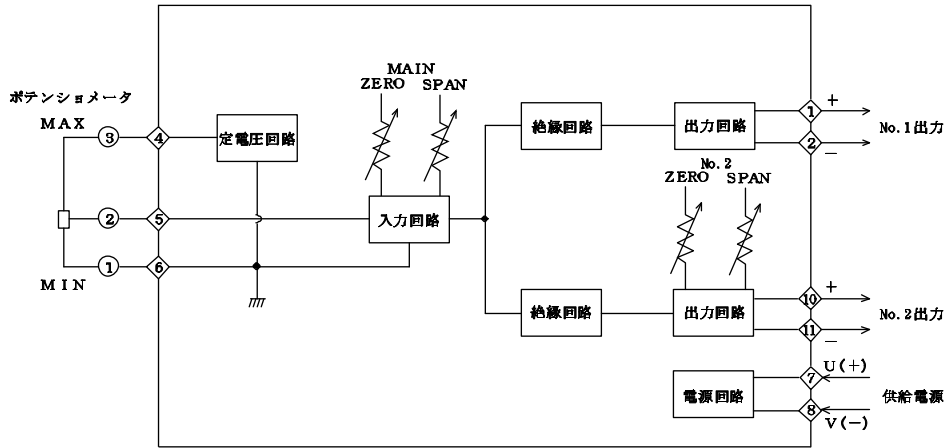 ポテンショメータ
MAX
③
②
①
MIN
4
5
6
定電圧回路
MAIN
ZERO SPAN
入力回路
絶縁回路
出力回路
1
+
2
−
No.1出力
No.2
ZERO SPAN
絶縁回路
出力回路
10
+
11
−
No.2出力
電源回路
7
U(+)
8
V(−)
供給電源